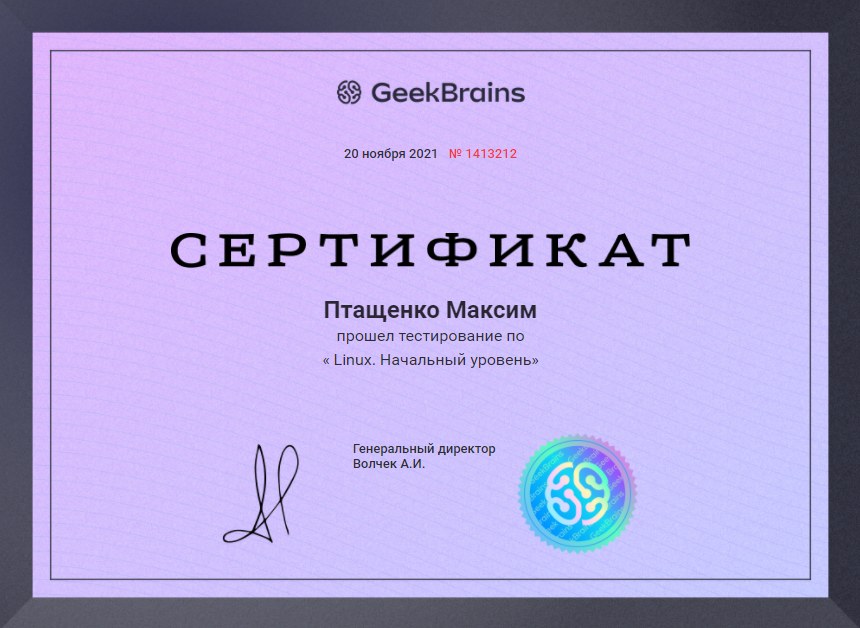 GeekBrains
20 ноября 2021 № 1413212
СЕРТИФИКАТ
Птащенко Максим
прошел тестирование по
« Linux. Начальный уровень»
Генеральный директор
Волчек А.И.